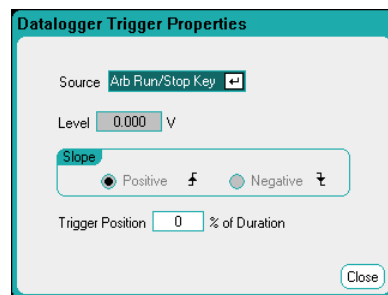 Datalogger Trigger Properties
Source Arb Run/Stop Key
Level 0.000 V
Slope
Positive Negative
Trigger Position 0 % of Duration
Close